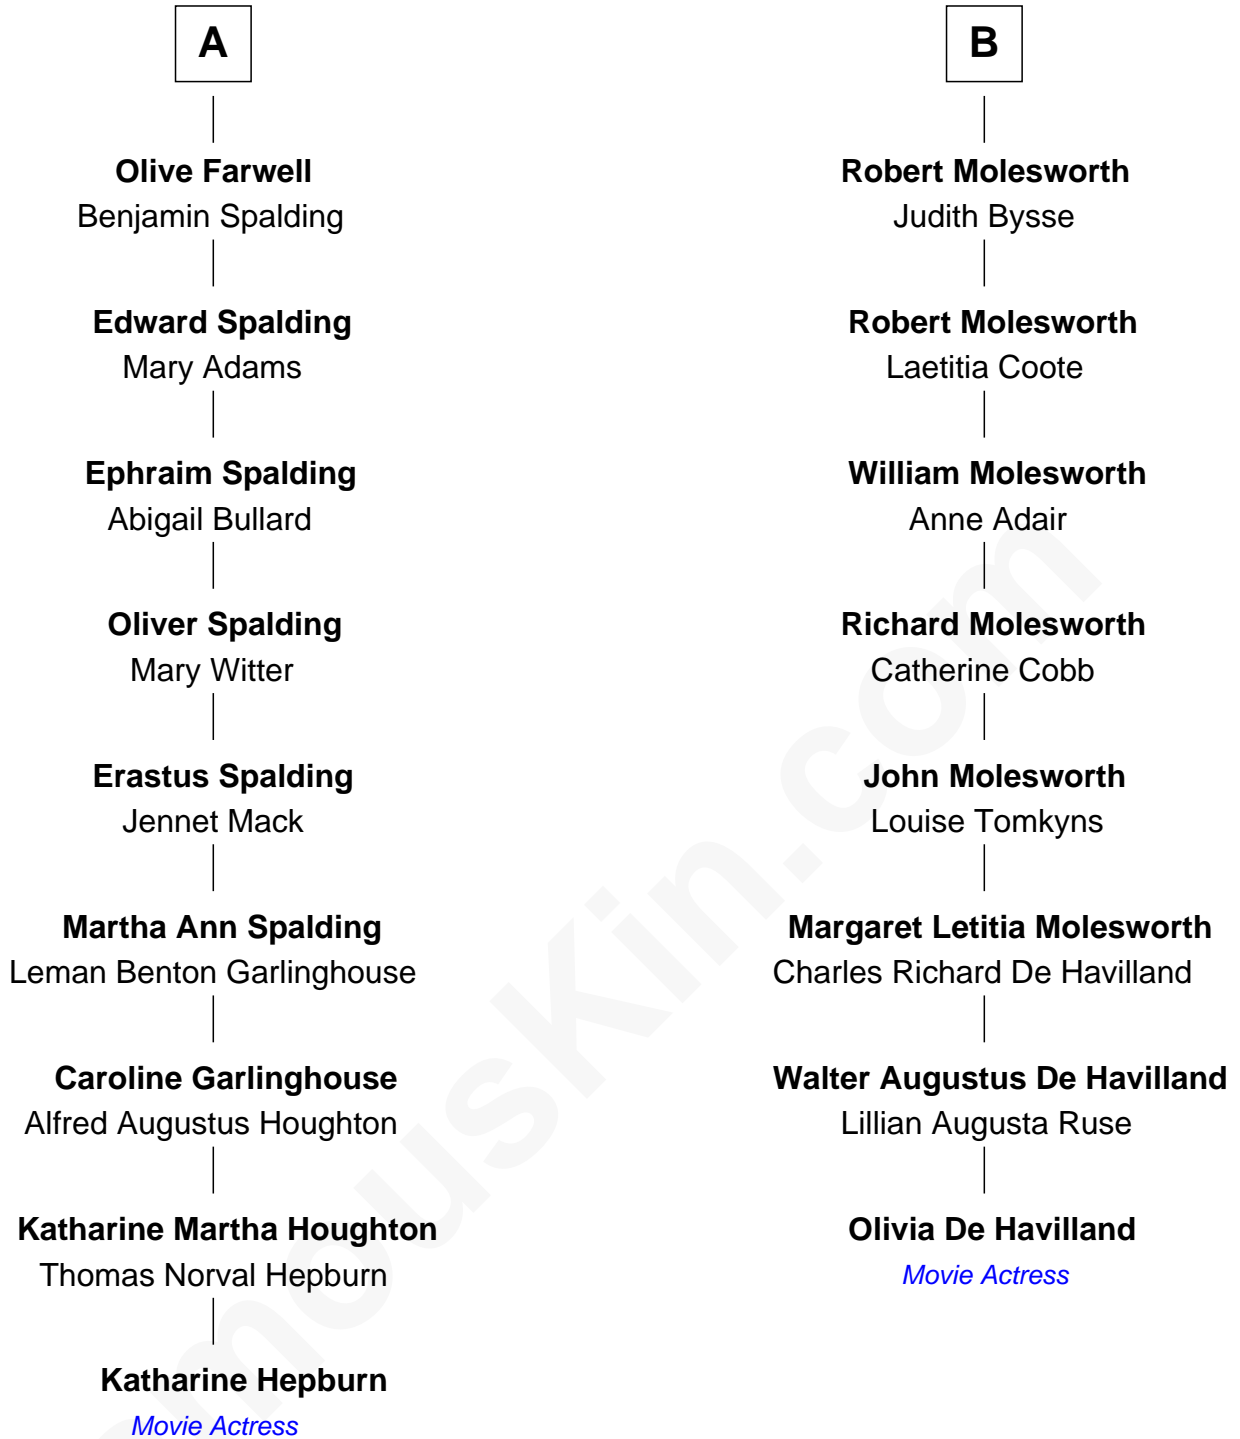 A
Olive Farwell
Benjamin Spalding
Edward Spalding
Mary Adams
Ephraim Spalding
Abigail Bullard
Oliver Spalding
Mary Witter
Erastus Spalding
Jennet Mack
Martha Ann Spalding
Leman Benton Garlinghouse
Caroline Garlinghouse
Alfred Augustus Houghton
Katharine Martha Houghton
Thomas Norval Hepburn
Katharine Hepburn
Movie Actress
B
Robert Molesworth
Judith Bysse
Robert Molesworth
Laetitia Coote
William Molesworth
Anne Adair
Richard Molesworth
Catherine Cobb
John Molesworth
Louise Tomkyns
Margaret Letitia Molesworth
Charles Richard De Havilland
Walter Augustus De Havilland
Lillian Augusta Ruse
Olivia De Havilland
Movie Actress
mouskin.com